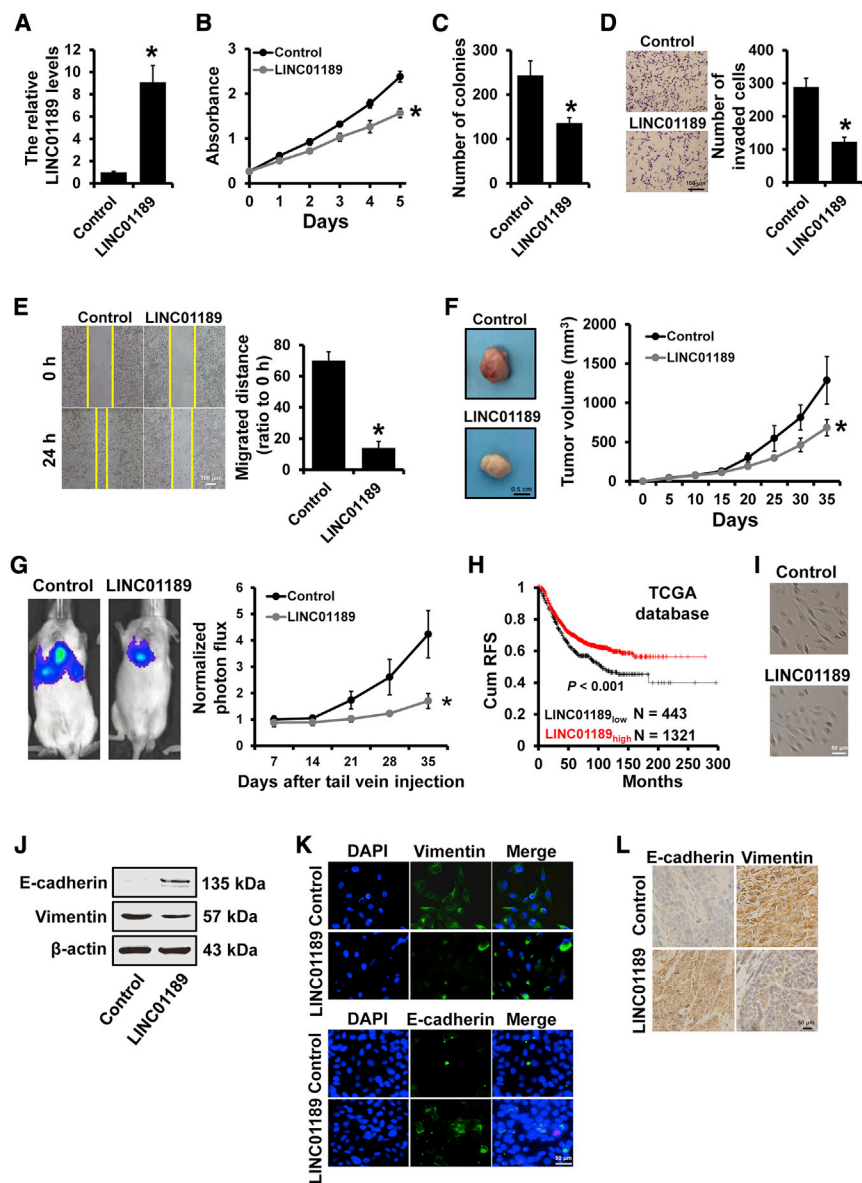 A
The relative
LINC01189 levels
12
10
8
6
4
2
0
*
Control
LINC01189
B
Absorbance
3
2
1
0
Control
LINC01189
*
0 1 2 3 4 5
Days
C
Number of colonies
300
200
100
0
*
Control
LINC01189
D
Control
LINC01189
100 μm
Number of
invaded cells
400
300
200
100
0
*
Control
LINC01189
E
Control LINC01189
0 h
24 h
100 μm
Migrated distance
(ratio to 0 h)
80
60
40
20
0
*
Control
LINC01189
F
Control
LINC01189
0.5 cm
Tumor volume (mm3)
2000
1500
1000
500
0
Control
LINC01189
*
0 5 10 15 20 25 30 35
Days
G
Control LINC01189
Normalized
photon flux
6
5
4
3
2
1
0
Control
LINC01189
*
7 14 21 28 35
Days after tail vein injection
H
Cum RFS
1
0.8
0.6
0.4
0.2
0
TCGA
database
P < 0.001
LINC01189low N = 443
LINC01189high N = 1321
0 50 100 150 200 250 300
Months
I
Control
LINC01189
50 μm
J
E-cadherin 135 kDa
Vimentin 57 kDa
β-actin 43 kDa
Control
LINC01189
K
DAPI Vimentin Merge
Control
LINC01189
DAPI E-cadherin Merge
Control
LINC01189
50 μm
L
E-cadherin Vimentin
Control
LINC01189
50 μm